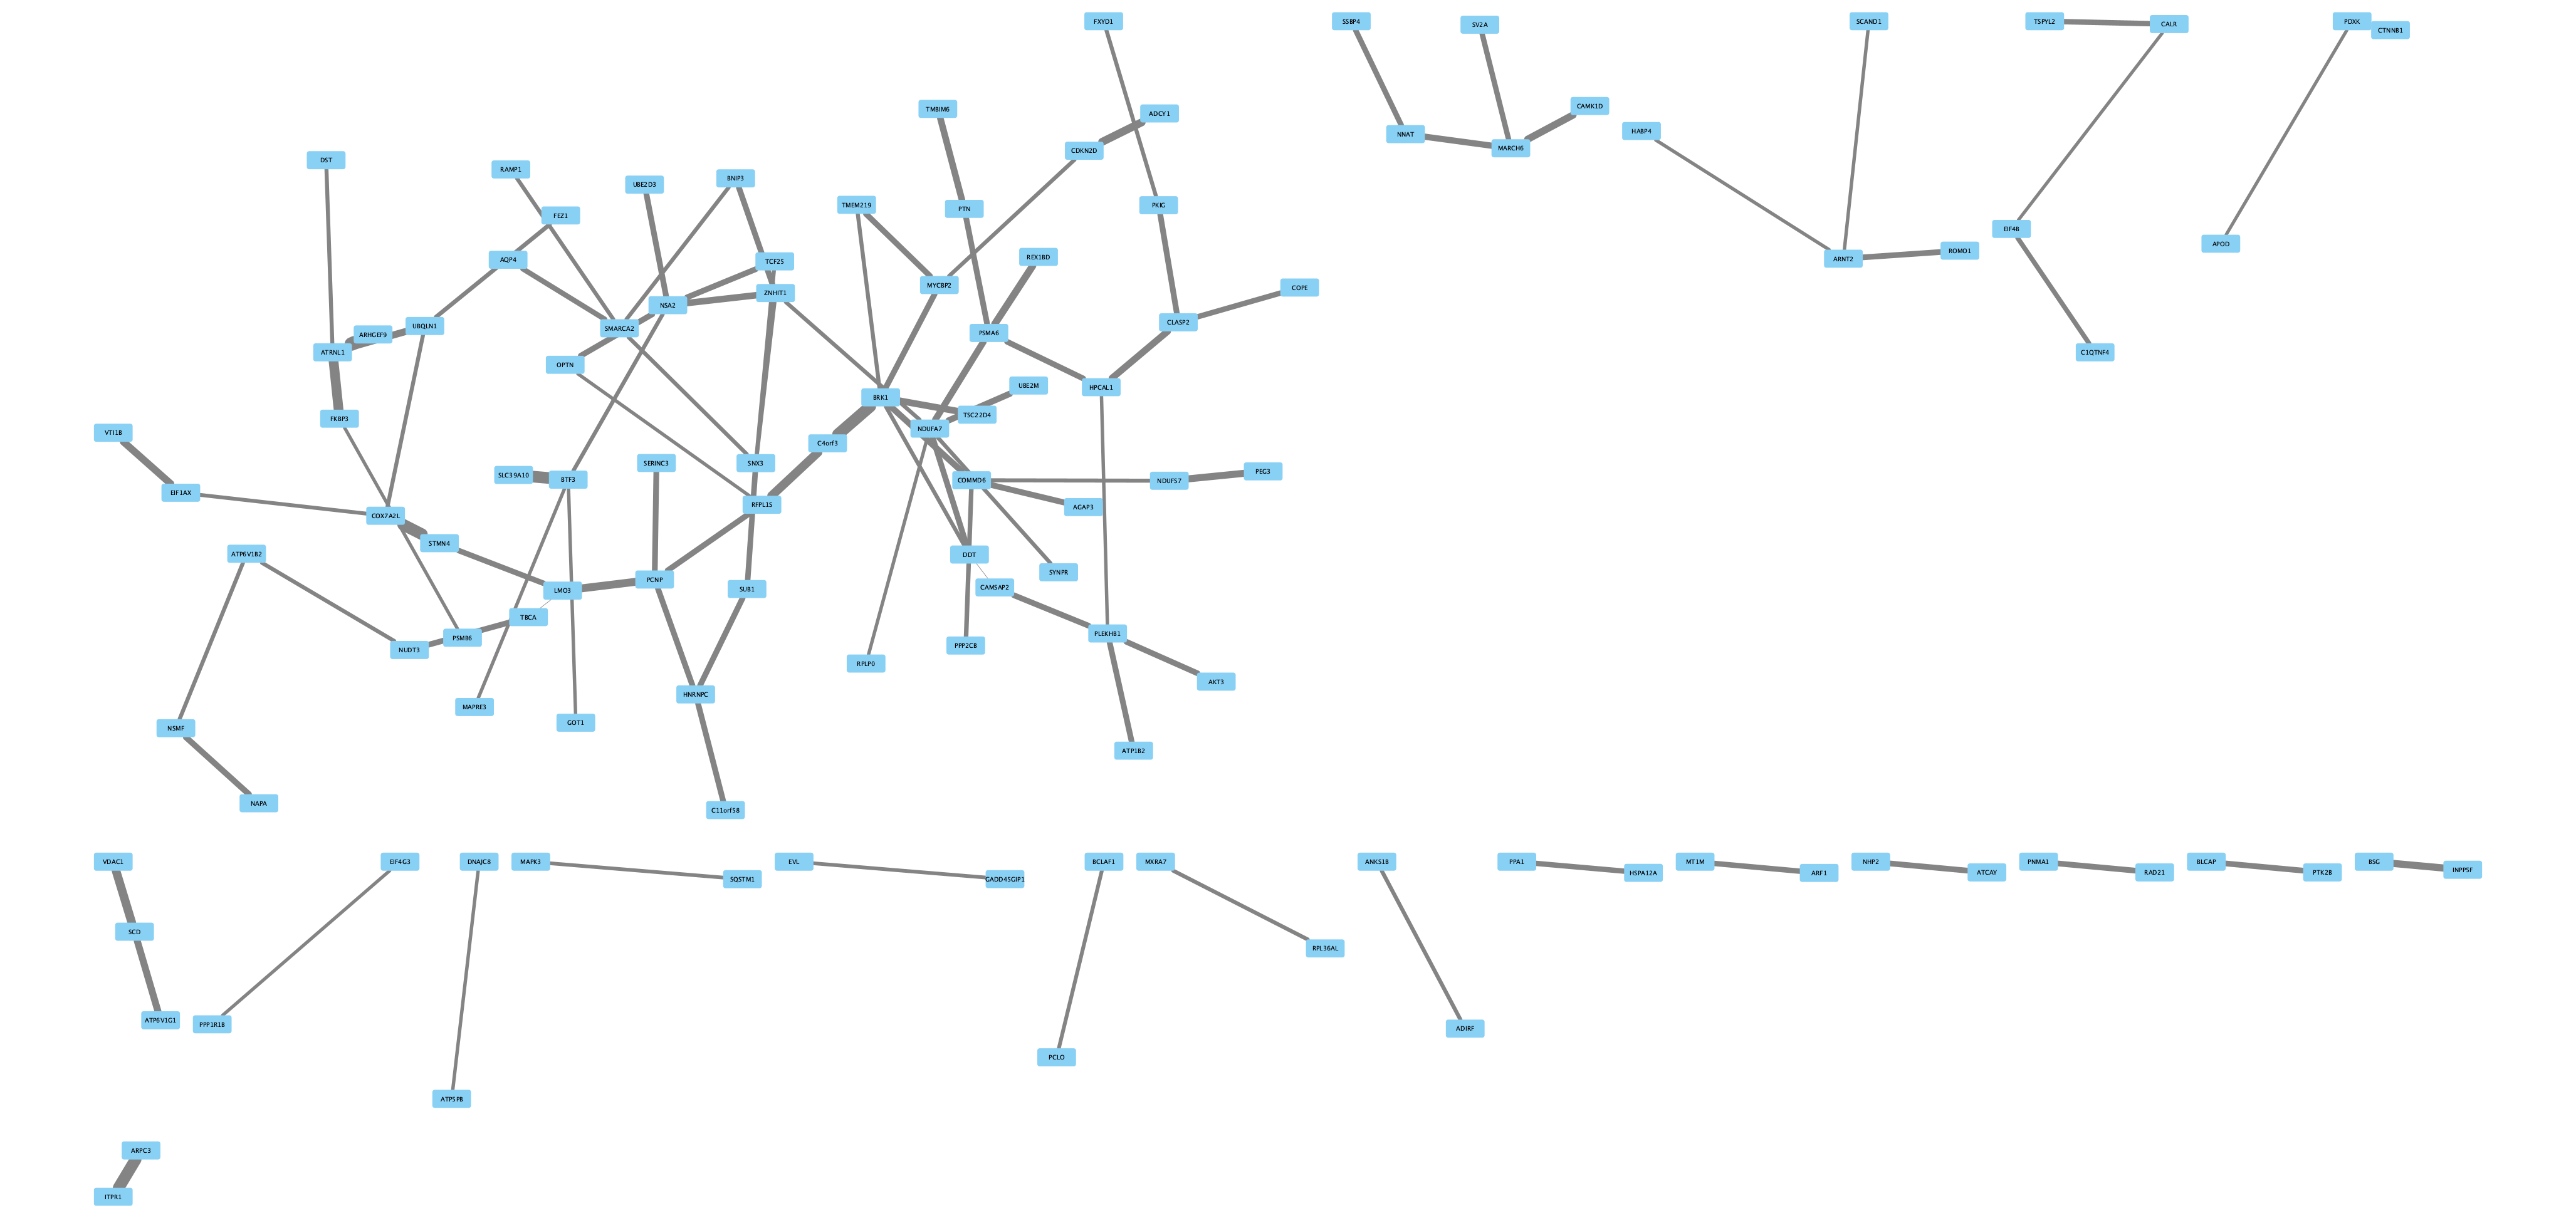 FXYD1
SSBP4
SV2A
SCAND1
TSPYL2
CALR
PDXK
CTNNB1
TMBIM6
ADCY1
CAMK1D
NNAT
HABP4
MARCH6
CDKN2D
DST
RAMP1
BNIP3
UBE2D3
TMEM219
PTN
PKIG
FEZ1
EIF4B
APOD
ROMO1
ARNT2
REX1BD
AQP4
TCF25
MYCBP2
COPE
ZNHIT1
NSA2
CLASP2
UBQLN1
SMARCA2
ARHGEF9
PSMA6
ATRNL1
C1QTNF4
OPTN
UBE2M
HPCAL1
BRK1
TSC22D4
FKBP3
NDUFA7
VTI1B
C4orf3
SERINC3
SNX3
PEG3
SLC39A10
BTF3
COMMD6
NDUFS7
EIF1AX
RFPL1S
AGAP3
COX7A2L
STMN4
ATP6V1B2
DDT
SYNPR
PCNP
CAMSAP2
LMO3
SUB1
TBCA
PLEKHB1
PSMB6
PPP2CB
NUDT3
RPLP0
AKT3
HNRNPC
MAPRE3
GOT1
NSMF
ATP1B2
NAPA
C11orf58
VDAC1
EIF4G3
DNAJC8
MAPK3
SQSTM1
EVL
GADD45GIP1
BCLAF1
MXRA7
ANKS1B
PPA1
HSPA12A
MT1M
ARF1
NHP2
ATCAY
PNMA1
RAD21
BLCAP
PTK2B
BSG
INPP5F
SCD
RPL36AL
ATP6V1G1
PPP1R1B
ADIRF
PCLO
ATP5PB
ARPC3
ITPR1